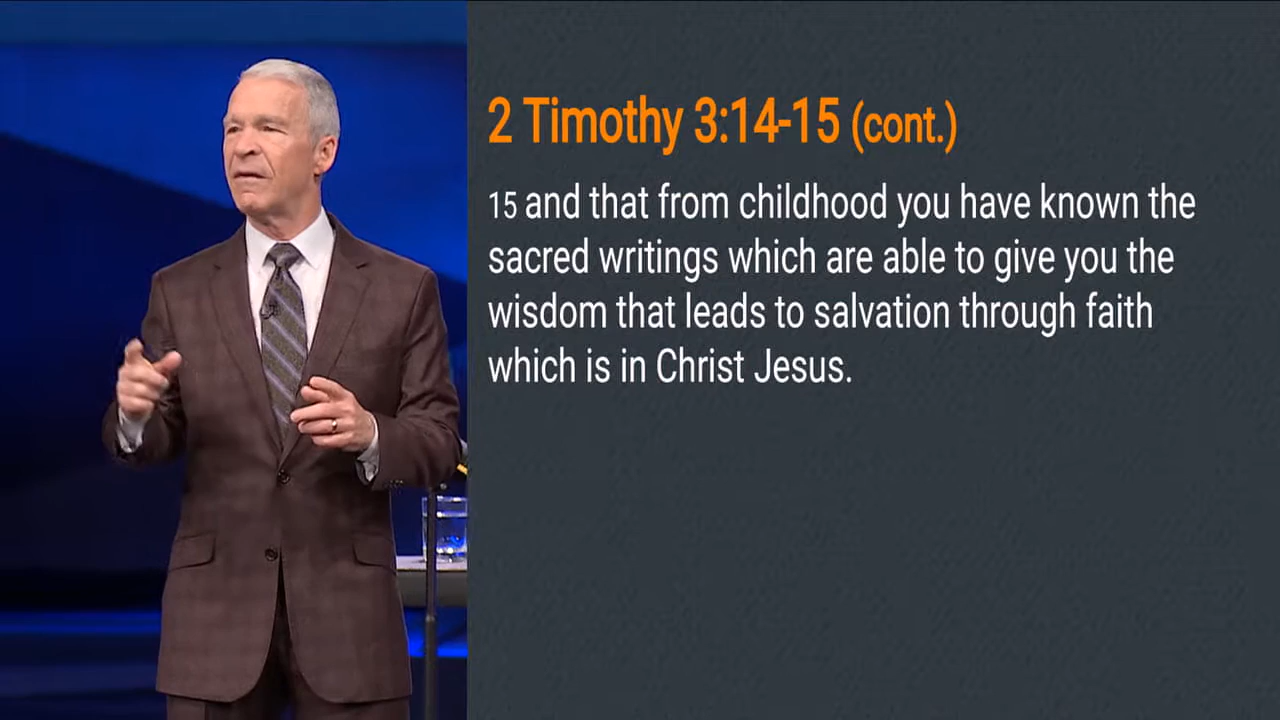 2 Timothy 3:14-15 (cont.)
15 and that from childhood you have known the
sacred writings which are able to give you the
wisdom that leads to salvation through faith
which is in Christ Jesus.